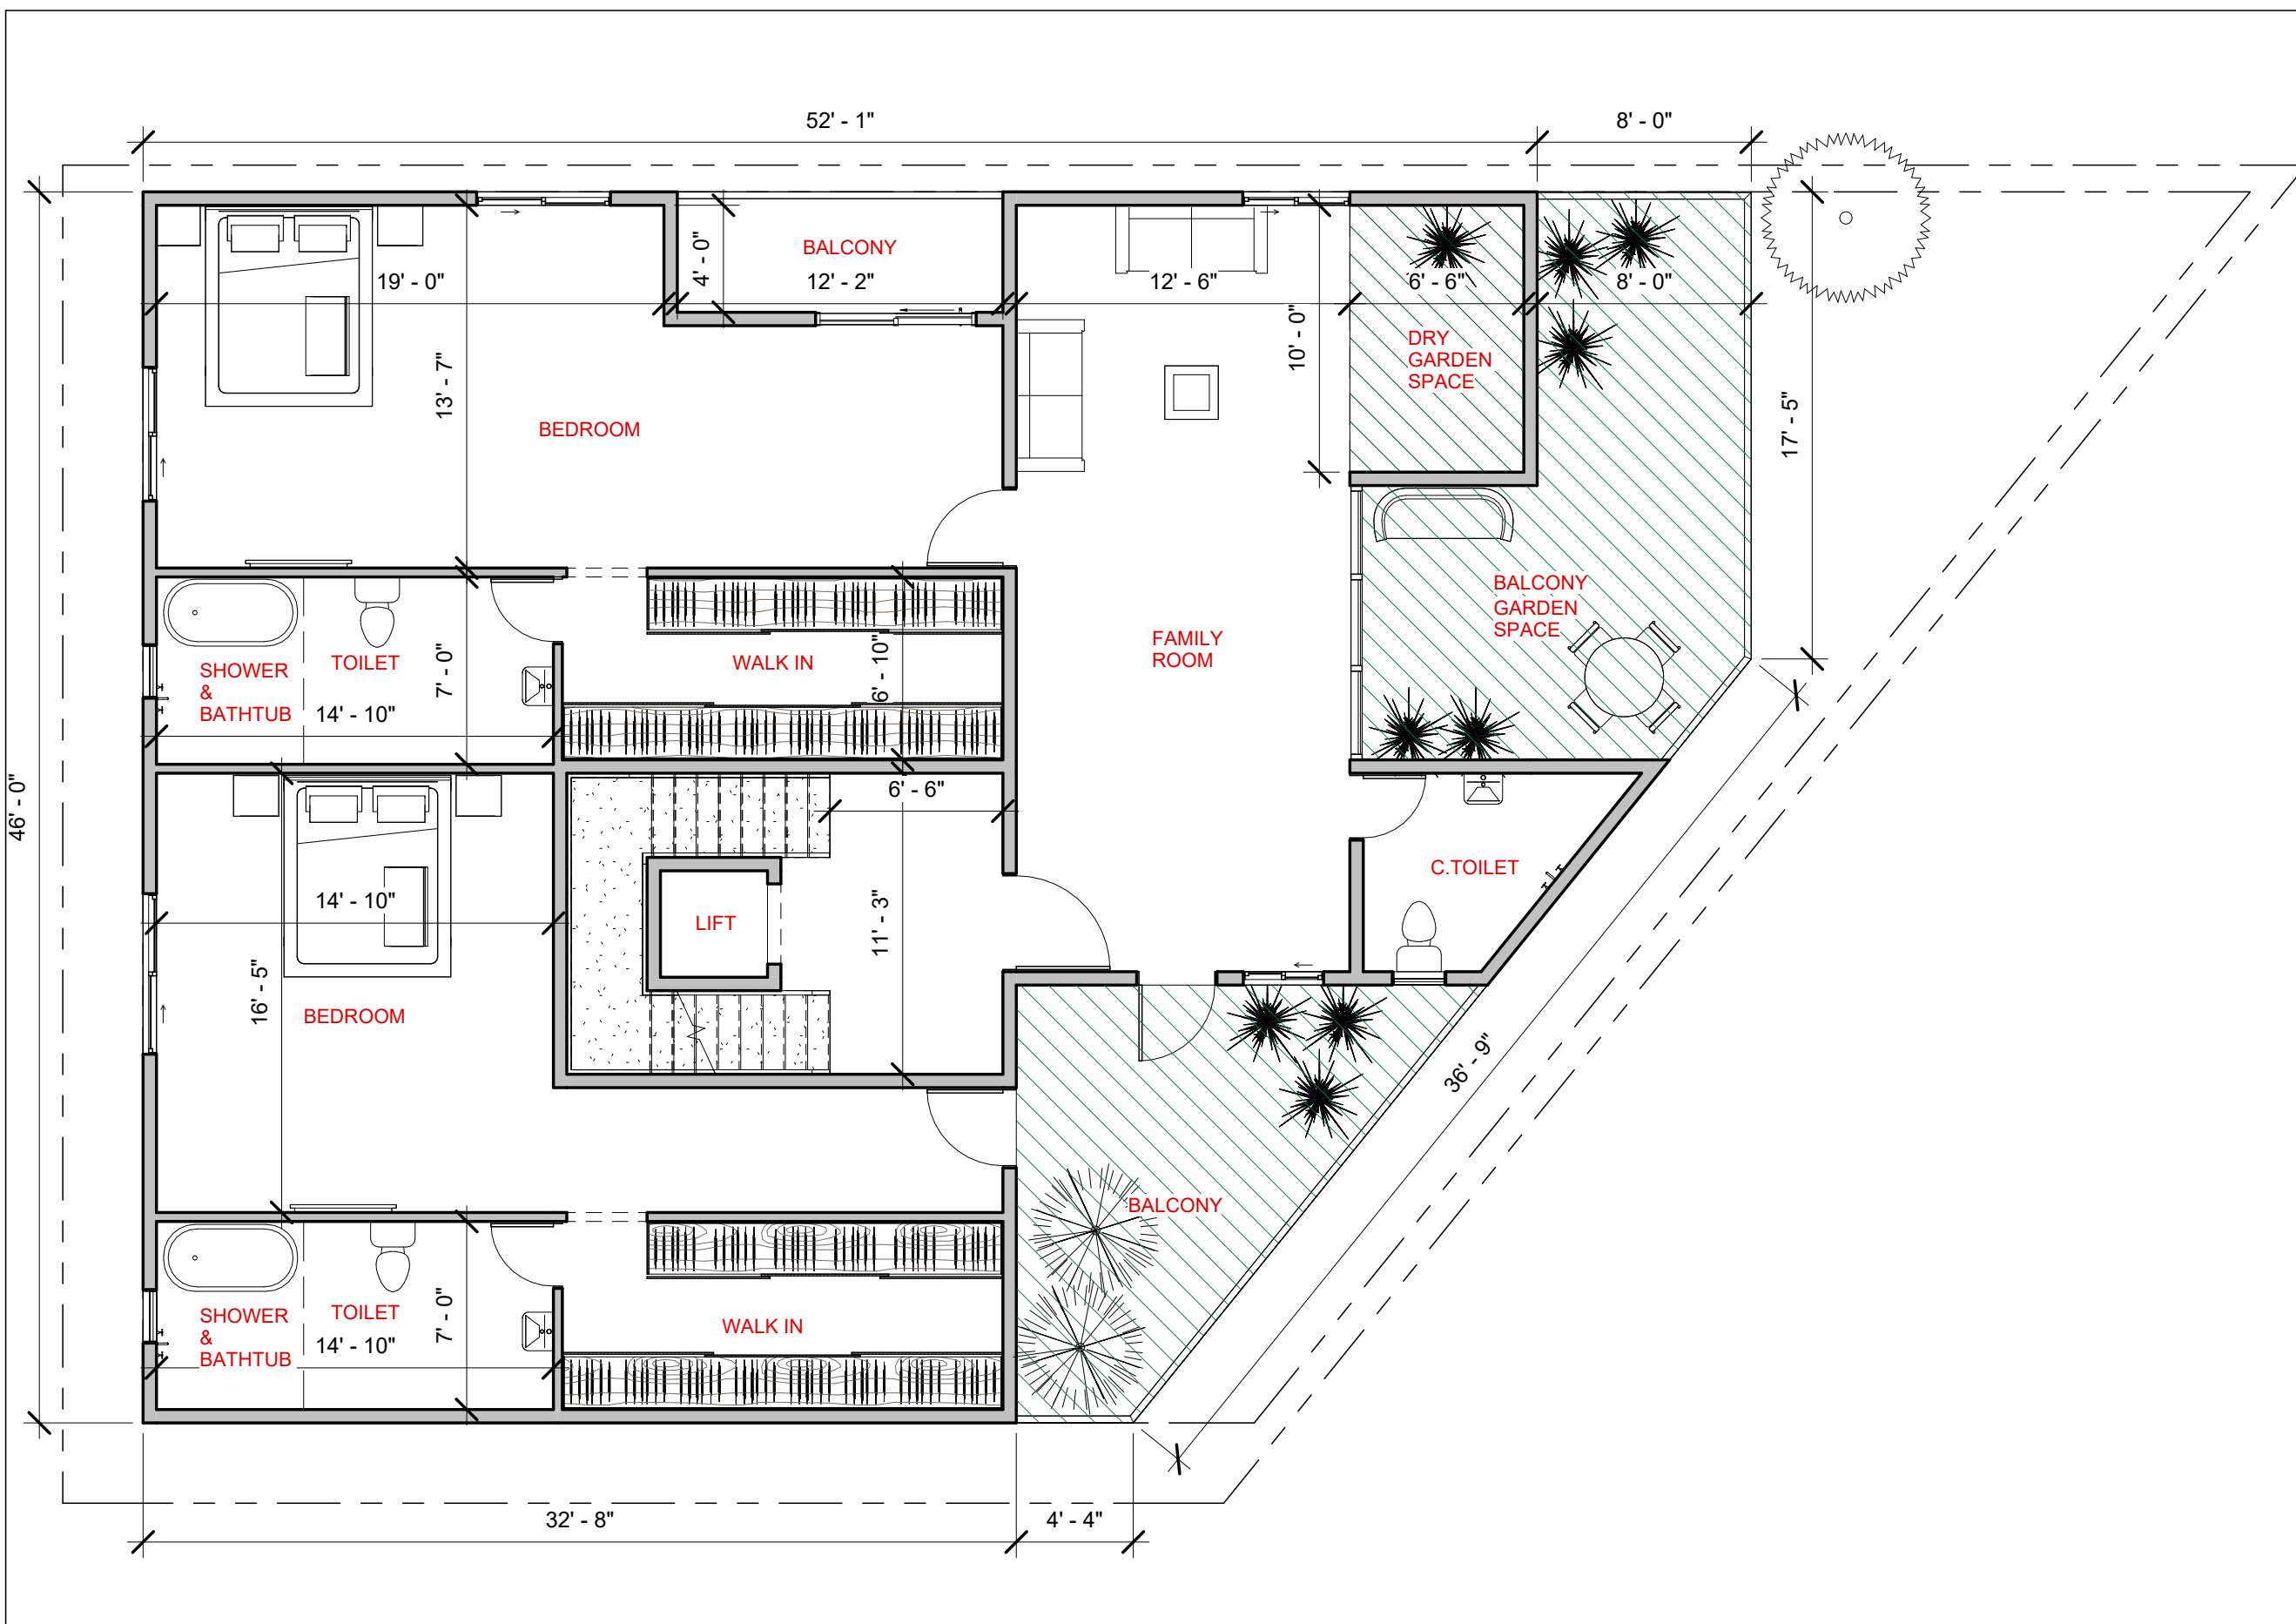 52' - 1"
8' - 0"
BALCONY
4' - 0"
19' - 0"
12' - 2"
12' - 6"
6' - 6"
8' - 0"
10' - 0"
DRY
GARDEN
SPACE
13' - 7"
17' - 5"
BEDROOM
BALCONY
GARDEN
SPACE
FAMILY
ROOM
SHOWER
&
BATHTUB
TOILET
7' - 0"
14' - 10"
WALK IN
6' - 10"
46' - 0"
6' - 6"
C.TOILET
14' - 10"
LIFT
11' - 3"
16' - 5"
BEDROOM
36' - 9"
BALCONY
SHOWER
&
BATHTUB
TOILET
14' - 10"
7' - 0"
WALK IN
32' - 8"
4' - 4"